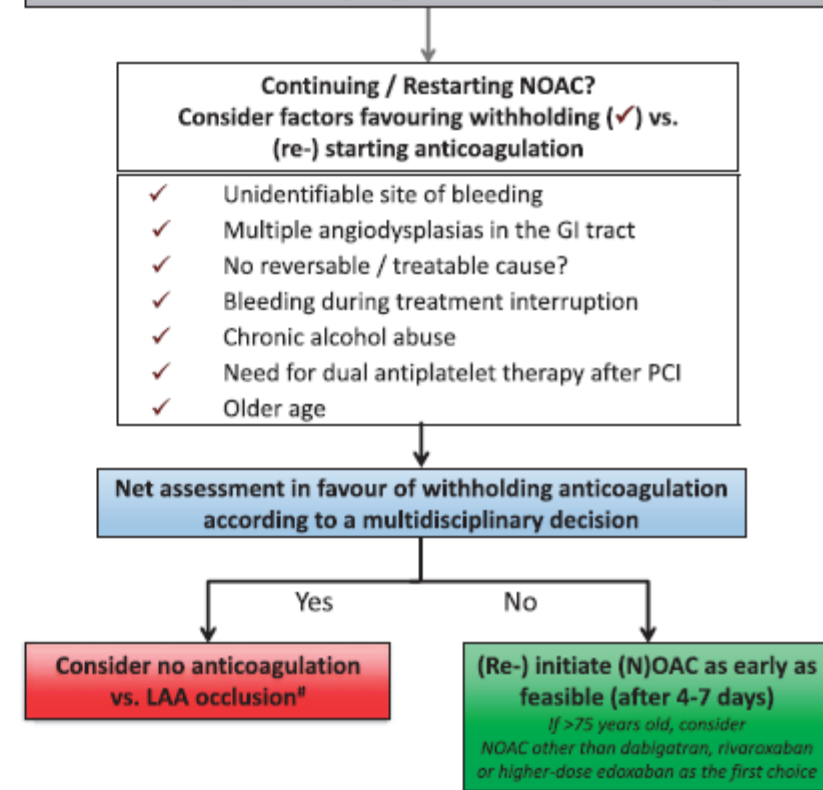 Continuing / Restarting NOAC?
Consider factors favouring withholding (✓) vs.
(re-) starting anticoagulation
✓ Unidentifiable site of bleeding
✓ Multiple angiodysplasias in the GI tract
✓ No reversable / treatable cause?
✓ Bleeding during treatment interruption
✓ Chronic alcohol abuse
✓ Need for dual antiplatelet therapy after PCI
✓ Older age
Net assessment in favour of withholding anticoagulation
according to a multidisciplinary decision
Yes
No
Consider no anticoagulation
vs. LAA occlusion#
(Re-) initiate (N)OAC as early as
feasible (after 4-7 days)
If >75 years old, consider
NOAC other than dabigatran, rivaroxaban
or higher-dose edoxaban as the first choice